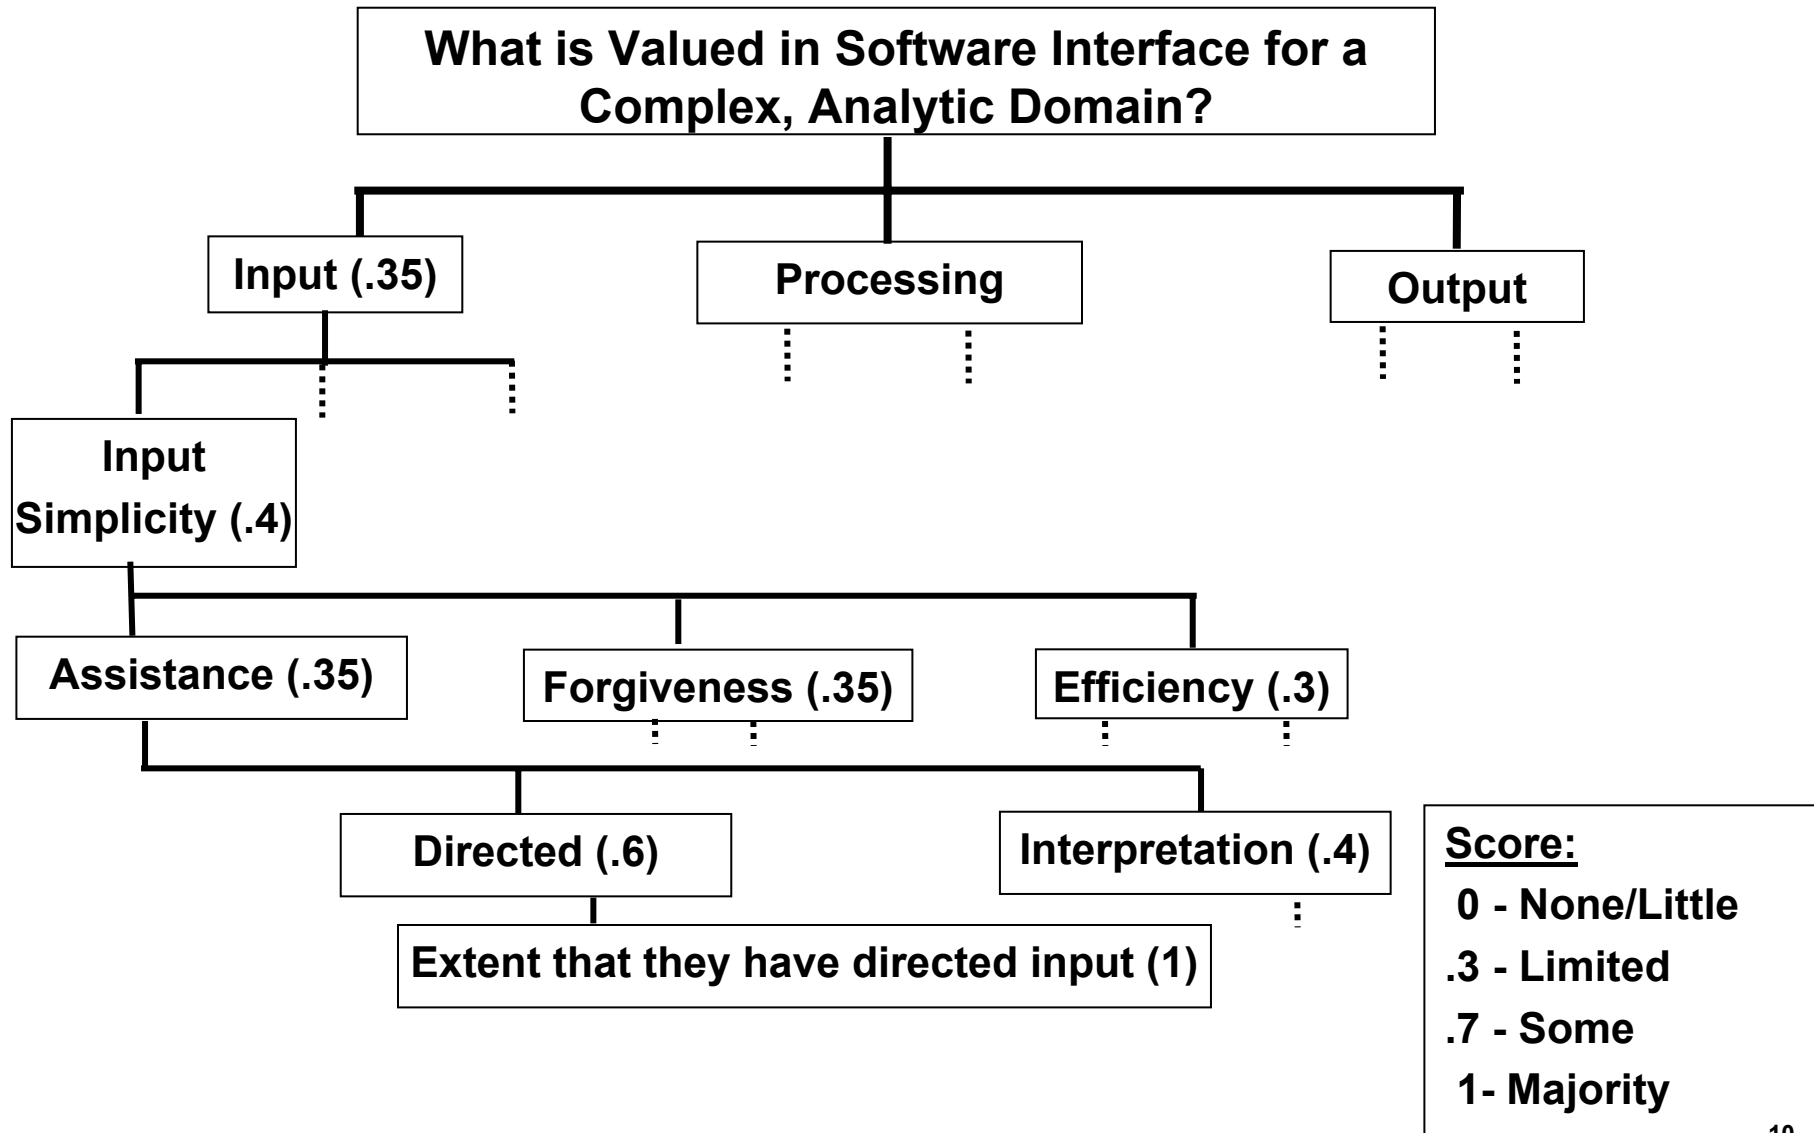 What is Valued in Software Interface for a
Complex, Analytic Domain?
Input (.35)
Processing
Output
Input
Simplicity (.4)
Assistance (.35)
Forgiveness (.35)
Efficiency (.3)
Directed (.6)
Interpretation (.4)
Extent that they have directed input (1)
Score:
0 - None/Little
.3 - Limited
.7 - Some
1- Majority